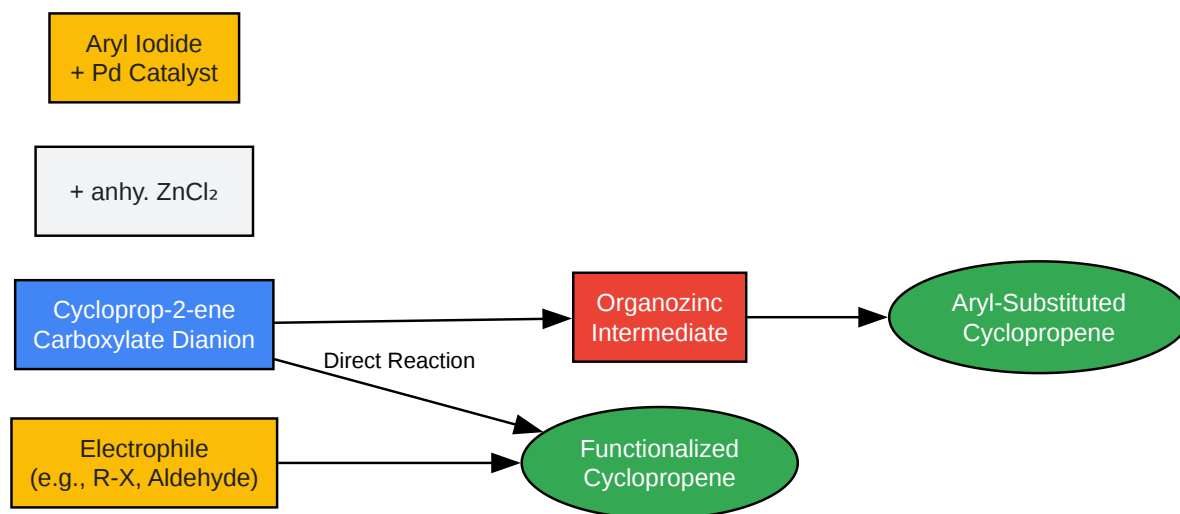 Aryl Iodide
+ Pd Catalyst
+ anhy. ZnCl₂
Cycloprop-2-ene
Carboxylate Dianion
Organozinc
Intermediate
Aryl-Substituted
Cyclopropene
Direct Reaction
Electrophile
(e.g., R-X, Aldehyde)
Functionalized
Cyclopropene